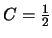 C = 1/2